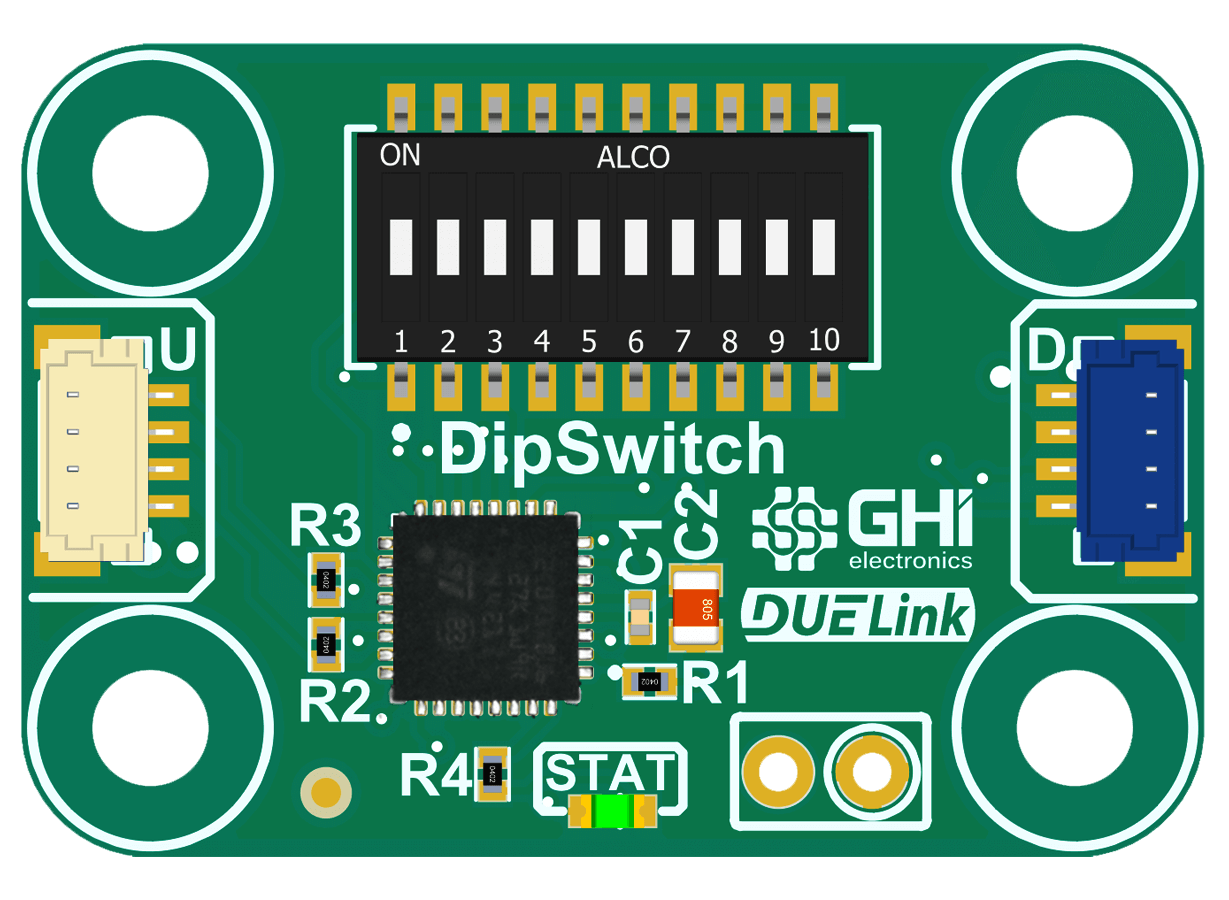 ON ALCO
1 2 3 4 5 6 7 8 9 10
U
D
DipSwitch
R3
C1
C2
GHI
electronics
0402
805
DUELink
0402
R2
0402
R1
R4
0402
STAT